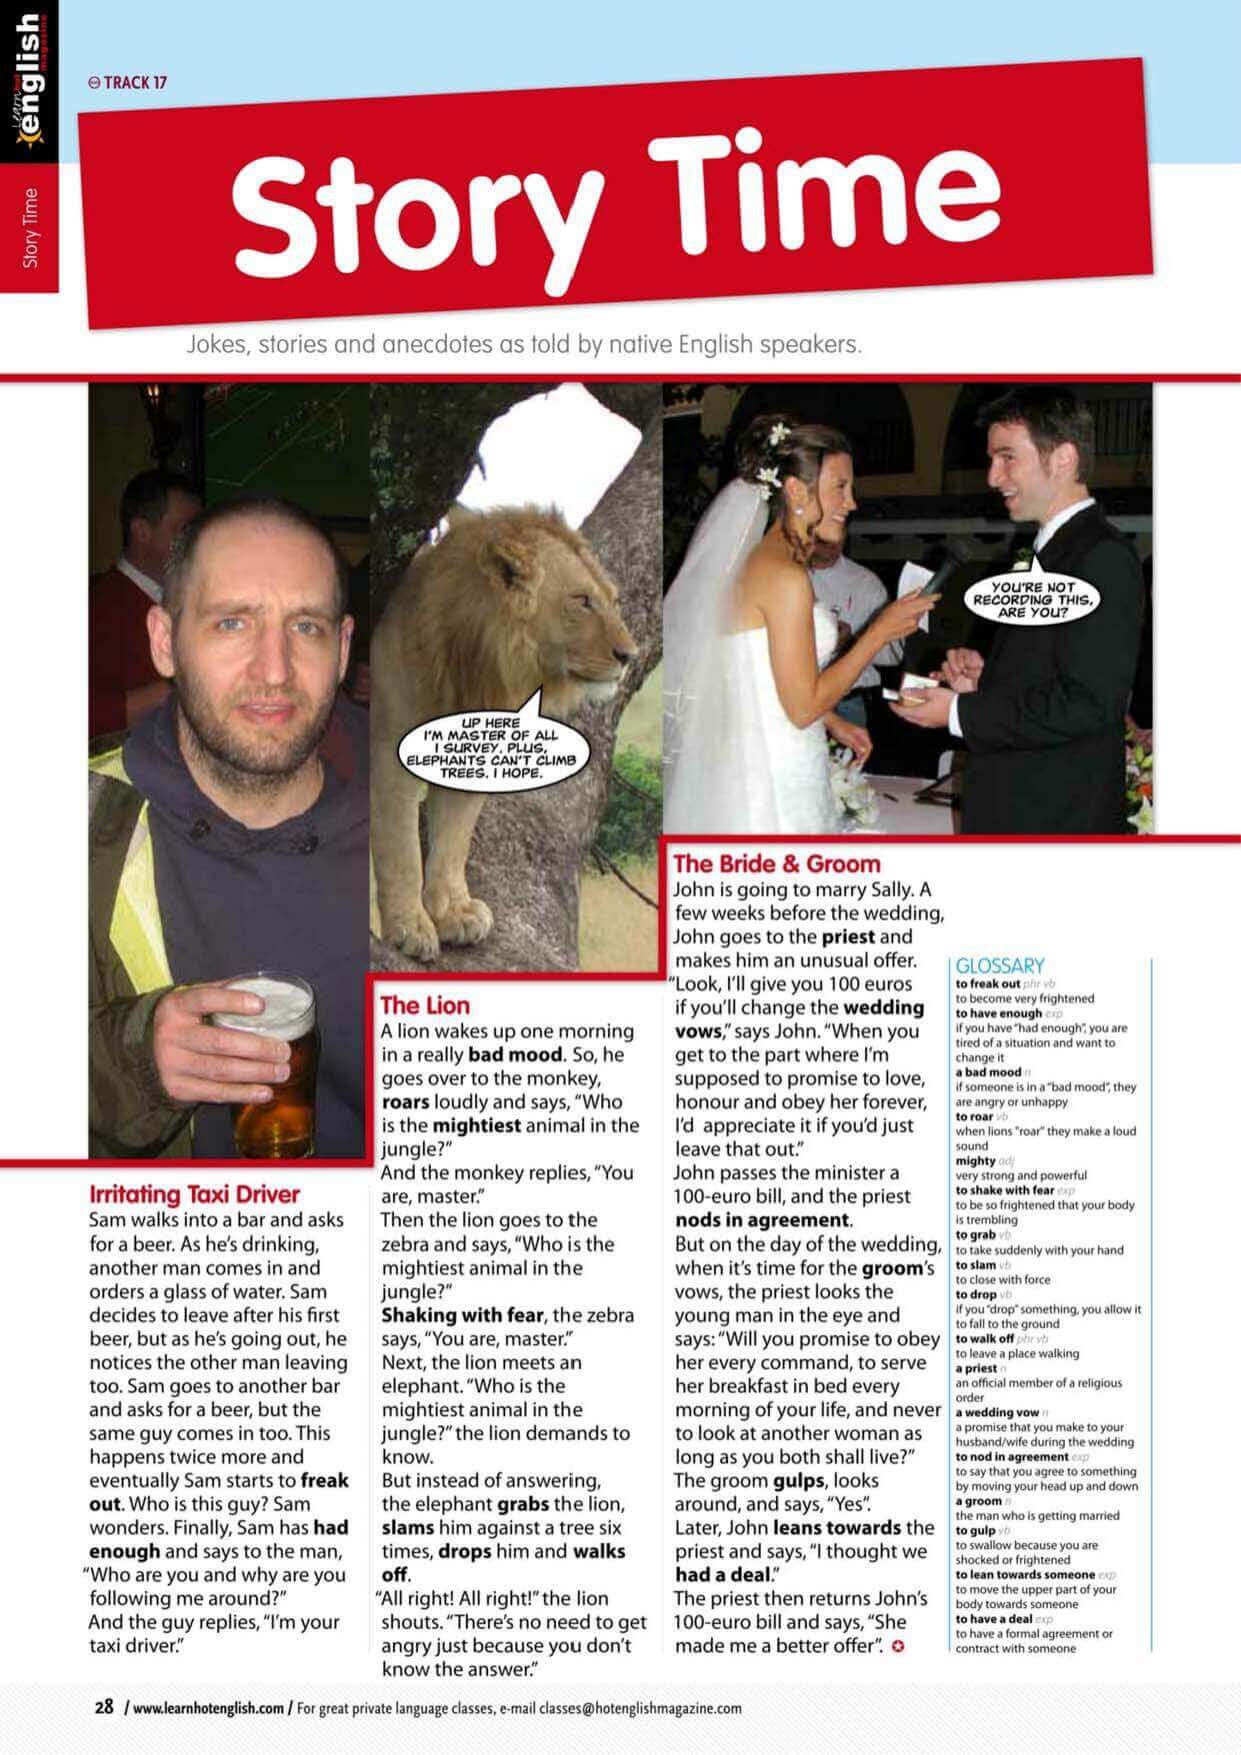 Learn hot
english
magazine
Story Time
TRACK 17
Story Time
Jokes, stories and anecdotes as told by native English speakers.
UP HERE
I'M MASTER OF ALL
I SURVEY. PLUS,
ELEPHANTS CAN'T CLIMB
TREES. I HOPE.
YOU'RE NOT
RECORDING THIS,
ARE YOU?
Irritating Taxi Driver
Sam walks into a bar and asks
for a beer. As he's drinking,
another man comes in and
orders a glass of water. Sam
decides to leave after his first
beer, but as he's going out, he
notices the other man leaving
too. Sam goes to another bar
and asks for a beer, but the
same guy comes in too. This
happens twice more and
eventually Sam starts to freak
out. Who is this guy? Sam
wonders. Finally, Sam has had
enough and says to the man,
"Who are you and why are you
following me around?"
And the guy replies, "I'm your
taxi driver."
The Lion
A lion wakes up one morning
in a really bad mood. So, he
goes over to the monkey,
roars loudly and says, "Who
is the mightiest animal in the
jungle?"
And the monkey replies, "You
are, master."
Then the lion goes to the
zebra and says, "Who is the
mightiest animal in the
jungle?"
Shaking with fear, the zebra
says, "You are, master."
Next, the lion meets an
elephant. "Who is the
mightiest animal in the
jungle?" the lion demands to
know.
But instead of answering,
the elephant grabs the lion,
slams him against a tree six
times, drops him and walks
off.
"All right! All right!" the lion
shouts. "There's no need to get
angry just because you don't
know the answer."
The Bride & Groom
John is going to marry Sally. A
few weeks before the wedding,
John goes to the priest and
makes him an unusual offer.
"Look, I'll give you 100 euros
if you'll change the wedding
vows," says John. "When you
get to the part where I'm
supposed to promise to love,
honour and obey her forever,
I'd appreciate it if you'd just
leave that out."
John passes the minister a
100-euro bill, and the priest
nods in agreement.
But on the day of the wedding,
when it's time for the groom's
vows, the priest looks the
young man in the eye and
says: "Will you promise to obey
her every command, to serve
her breakfast in bed every
morning of your life, and never
to look at another woman as
long as you both shall live?"
The groom gulps, looks
around, and says, "Yes".
Later, John leans towards the
priest and says, "I thought we
had a deal."
The priest then returns John's
100-euro bill and says, "She
made me a better offer".
GLOSSARY
to freak out phr vb
to become very frightened
to have enough exp
if you have "had enough", you are
tired of a situation and want to
change it
a bad mood n
if someone is in a "bad mood", they
are angry or unhappy
to roar vb
when lions "roar" they make a loud
sound
mighty adj
very strong and powerful
to shake with fear exp
to be so frightened that your body
is trembling
to grab vb
to take suddenly with your hand
to slam vb
to close with force
to drop vb
if you "drop" something, you allow it
to fall to the ground
to walk off phr vb
to leave a place walking
a priest n
an official member of a religious
order
a wedding vow n
a promise that you make to your
husband/wife during the wedding
to nod in agreement exp
to say that you agree to something
by moving your head up and down
a groom n
the man who is getting married
to gulp vb
to swallow because you are
shocked or frightened
to lean towards someone exp
to move the upper part of your
body towards someone
to have a deal exp
to have a formal agreement or
contract with someone
28 / www.learnhotenglish.com / For great private language classes, e-mail classes@hotenglishmagazine.com